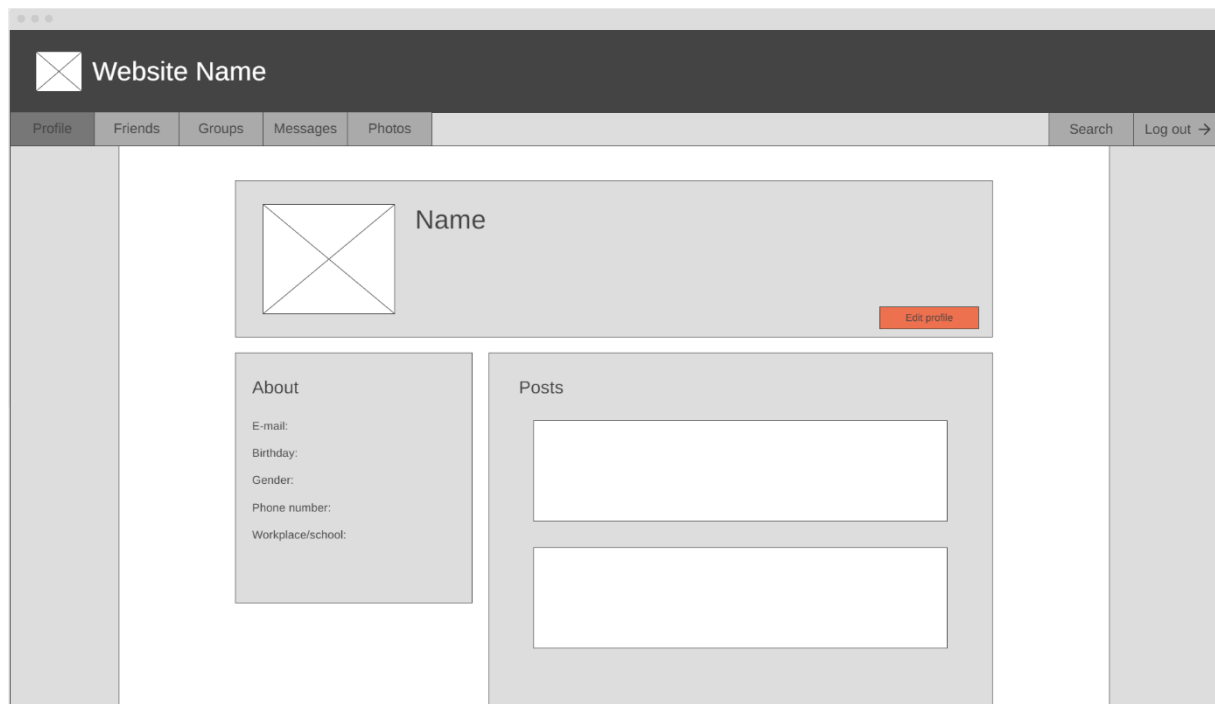 Website Name
Profile Friends Groups Messages Photos Search Log out →
Name
Edit profile
About
E-mail:
Birthday:
Gender:
Phone number:
Workplace/school:
Posts